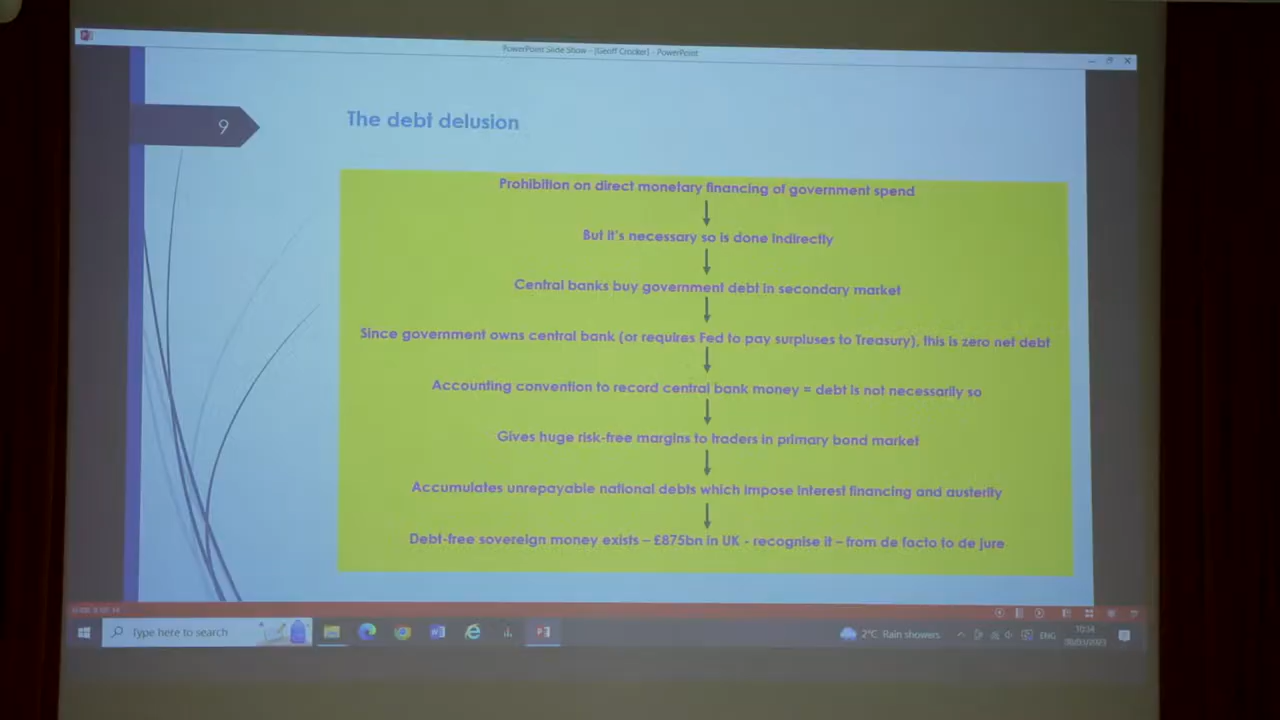 PowerPoint Slide Show - [Geoff Crocker] - PowerPoint
9
The debt delusion
Prohibition on direct monetary financing of government spend
But it's necessary so is done indirectly
Central banks buy government debt in secondary market
Since government owns central bank (or requires Fed to pay surpluses to Treasury), this is zero net debt
Accounting convention to record central bank money = debt is not necessarily so
Gives huge risk-free margins to traders in primary bond market
Accumulates unrepayable national debts which impose interest financing and austerity
Debt-free sovereign money exists – £875bn in UK - recognise it – from de facto to de jure
Type here to search
2°C Rain showers
ENG
10:34